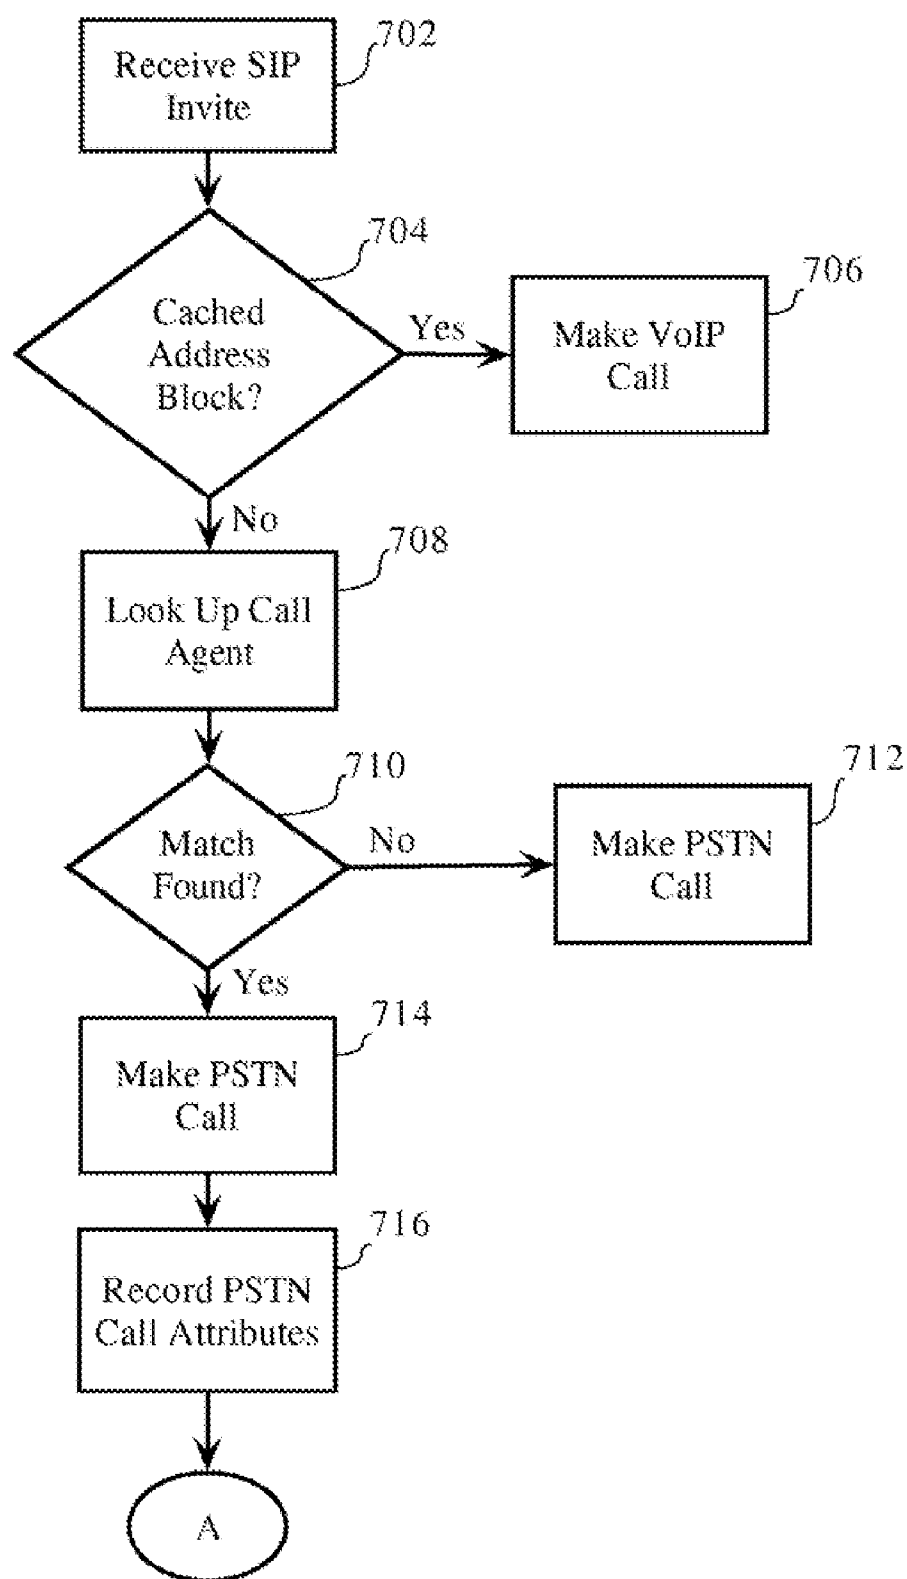 702
Receive SIP
Invite
704
Cached
Address
Block?
Yes
706
Make VoIP
Call
No
708
Look Up Call
Agent
710
Match
Found?
No
712
Make PSTN
Call
Yes
714
Make PSTN
Call
716
Record PSTN
Call Attributes
A